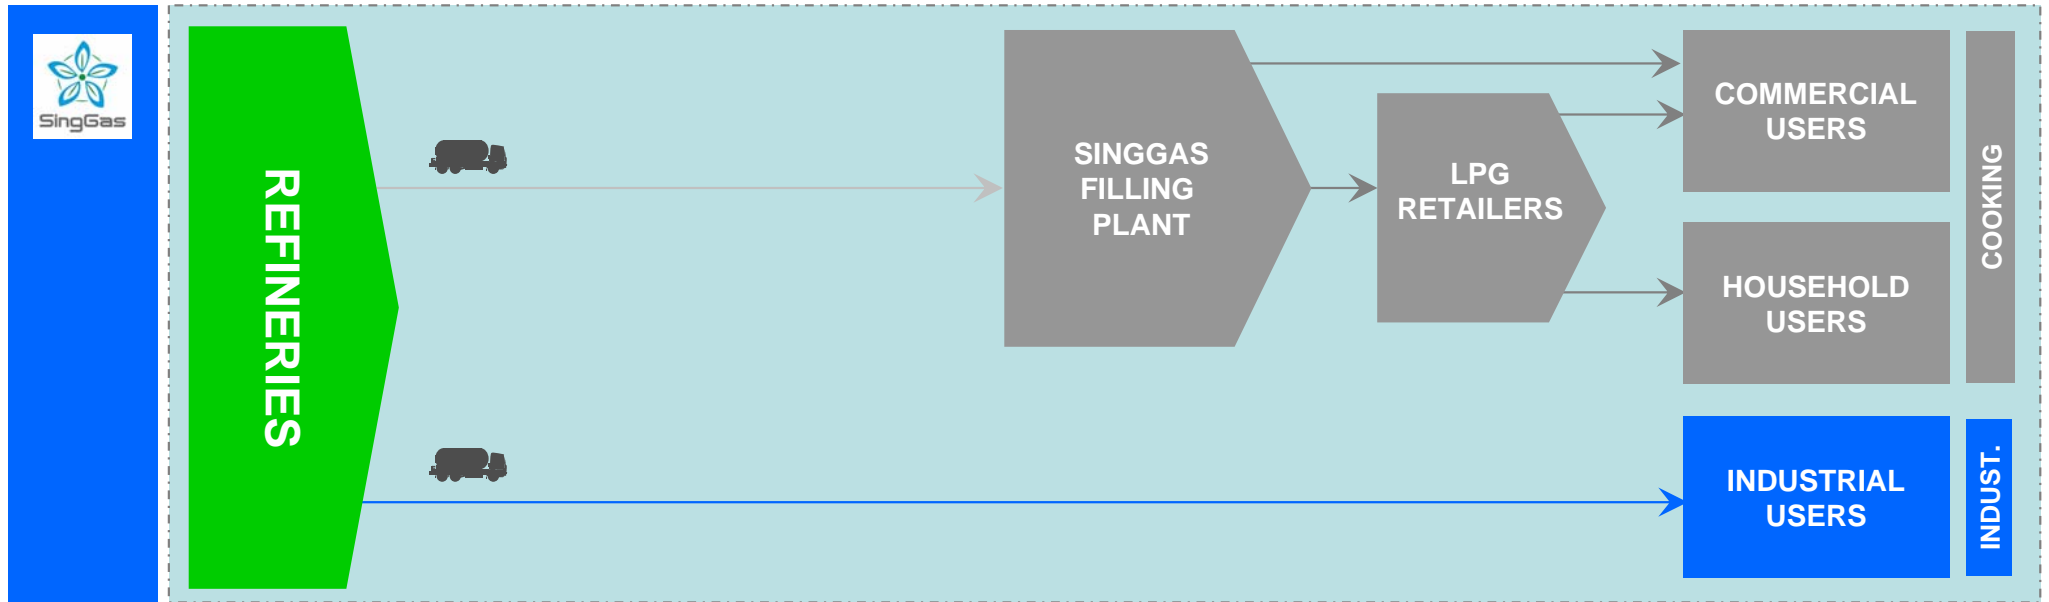 SingGas
REFINERIES
SINGGAS
FILLING
PLANT
LPG
RETAILERS
COMMERCIAL
USERS
HOUSEHOLD
USERS
COOKING
INDUSTRIAL
USERS
INDUST.